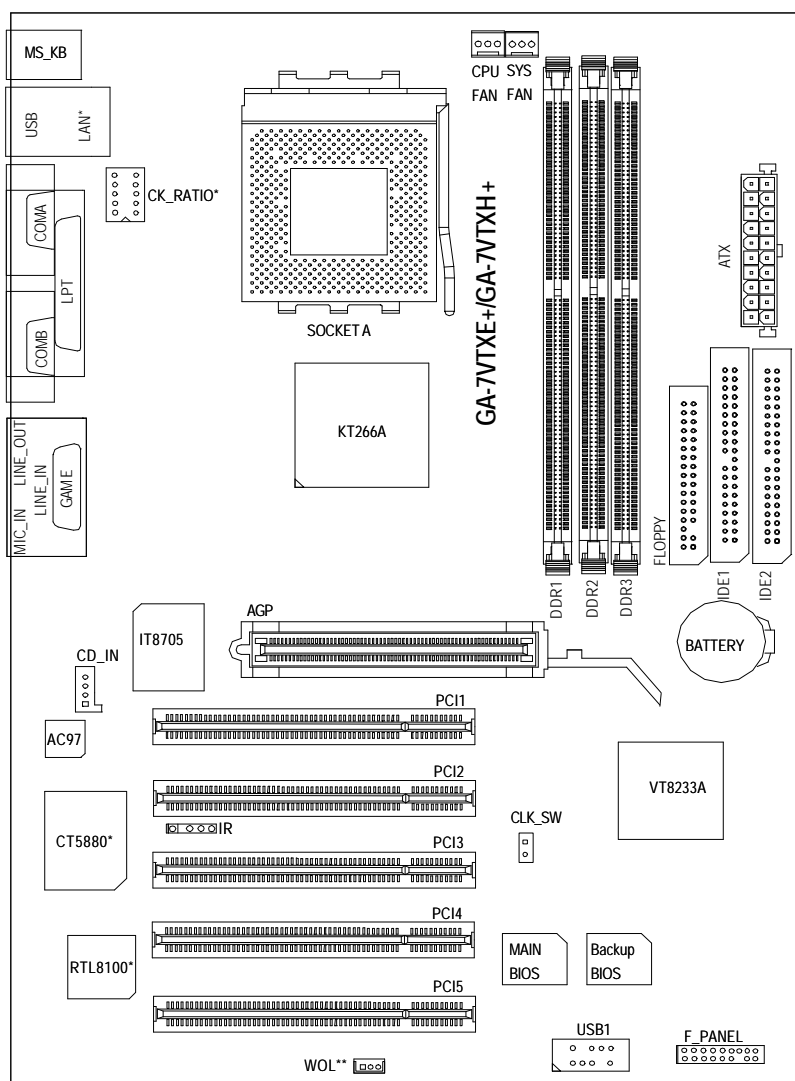 MS_KB
CPU SYS
FAN FAN
USB
LAN*
CK_RATIO*
COMA
LPT
COMB
ATX
SOCKET A
GA-7VTXE+/GA-7VTXH+
KT266A
MIC_IN LINE_OUT
LINE_IN
GAME
FLOPPY
IDE1
IDE2
DDR1
DDR2
DDR3
AGP
IT8705
BATTERY
CD_IN
PCI1
AC97
PCI2
VT8233A
IR
CLK_SW
CT5880*
PCI3
PCI4
MAIN
BIOS
Backup
BIOS
RTL8100*
PCI5
USB1
F_PANEL
WOL**